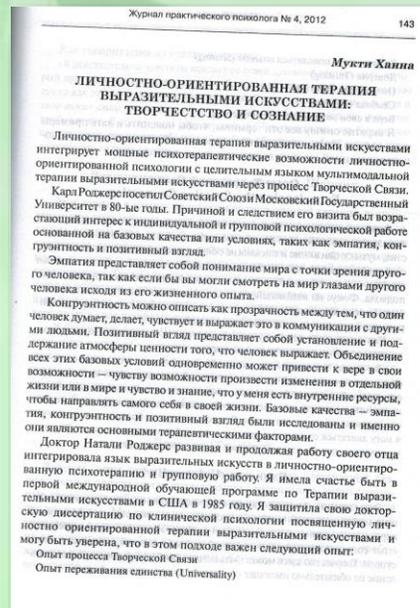 Журнал практического психолога № 4, 2012
143
Мукти Ханна
ЛИЧНОСТНО-ОРИЕНТИРОВАННАЯ ТЕРАПИЯ
ВЫРАЗИТЕЛЬНЫМИ ИСКУССТВАМИ:
ТВОРЧЕСТСТВО И СОЗНАНИЕ
Личностно-ориентированная терапия выразительными искусствами
интегрирует мощные психотерапевтические возможности личностно-
ориентированной психологии с целительным языком мультимодальной
терапии выразительными искусствами через процесс Творческой Связи.
Карл Роджерс посетил Советский Союз и Московский Государственный
Университет в 80-ые годы. Причиной и следствием его визита был возра-
стающий интерес к индивидуальной и групповой психологической работе
основанной на базовых качества или условиях, таких как эмпатия, кон-
груэнтность и позитивный взгляд.
Эмпатия представляет собой понимание мира с точки зрения друго-
го человека, так как если бы вы могли смотреть на мир глазами другого
человека исходя из его жизненного опыта.
Конгруэнтность можно описать как прозрачность между тем, что один
человек думает, делает, чувствует и выражает это в коммуникации с други-
ми людьми. Позитивный вгляд представляет собой установление и под-
держание атмосферы ценности того, что человек выражает. Объединение
всех этих базовых условий одновременно может привести к вере в свои
возможности – чувству возможности произвести изменения в отдельной
жизни или в мире и чувство и знание, что у меня есть внутренние ресурсы,
чтобы направлять самого себя в своей жизни. Базовые качества – эмпа-
тия, конгруэнтность и позитивный взгляд были исследованы и именно
они являются основными терапевтическими факторами.
Доктор Натали Роджерс развивая и продолжая работу своего отца
интегрировала язык выразительных искусств в личностно-ориентиро-
ванную психотерапию и групповую работу. Я имела счастье быть в
первой международной обучающей программе по Терапии вырази-
тельными искусствами в США в 1985 году. Я защитила свою доктор-
скую диссертацию по клинической психологии посвященную лич-
ностно ориентированной терапии выразительными искусствами и
могу быть уверена, что в этом подходе важен следующий опыт:
Опыт процесса Творческой Связи
Опыт переживания единства (Universality)